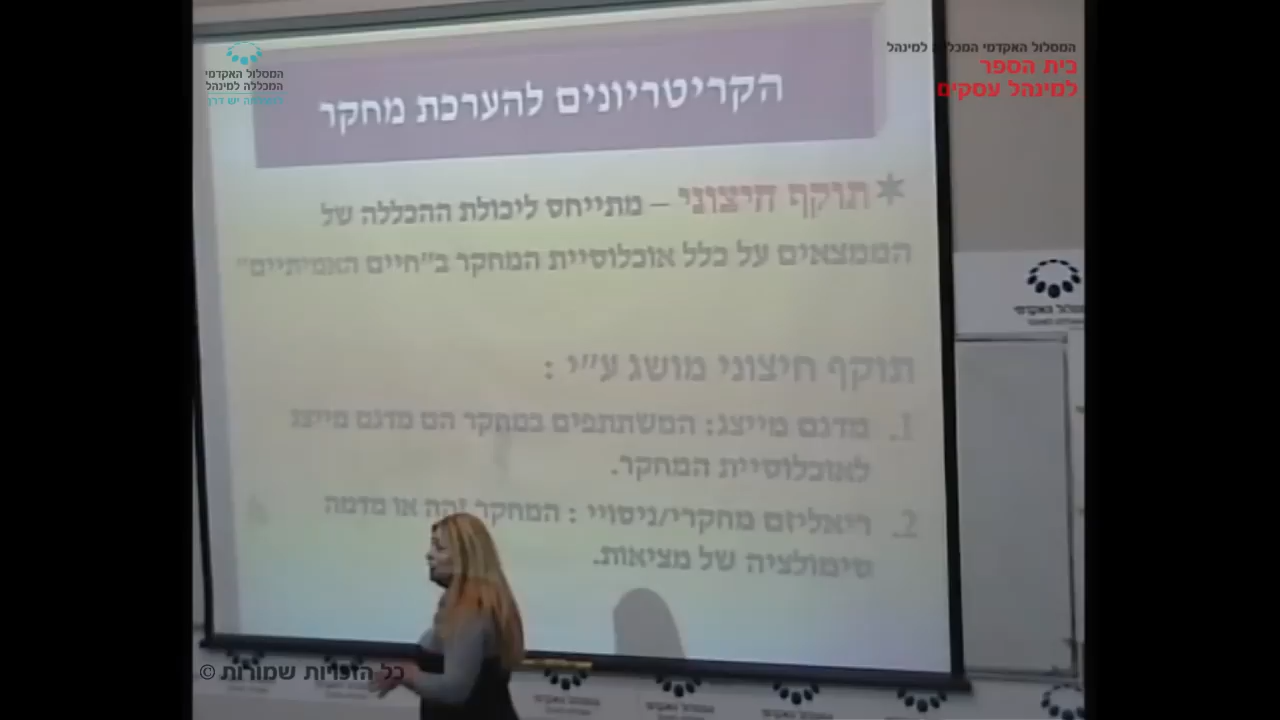 המסלול האקדמי
המכללה למינהל
המסלול האקדמי המכללה למינהל
בית הספר
למינהל עסקים
הקריטריונים להערכת מחקר
תוקף חיצוני – מתייחס ליכולת ההכללה של
הממצאים על כלל אוכלוסיית המחקר ב"חיים האמיתיים"
תוקף חיצוני מושג ע"י :
1. מדגם מייצג: המשתתפים במחקר הם מדגם מייצג
לאוכלוסיית המחקר.
2. ריאליזם מחקרי/ניסויי : המחקר זהה או מדמה
סימולציה של מציאות.
כל הזכויות שמורות ©